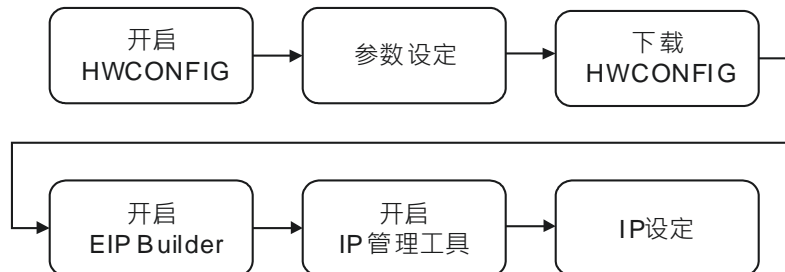 开启
HWCONFIG
参数设定
下载
HWCONFIG
开启
EIP Builder
开启
IP管理工具
IP设定